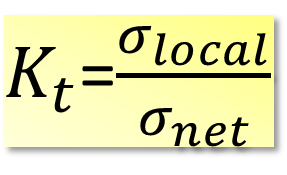 K_t = σ_local / σ_net